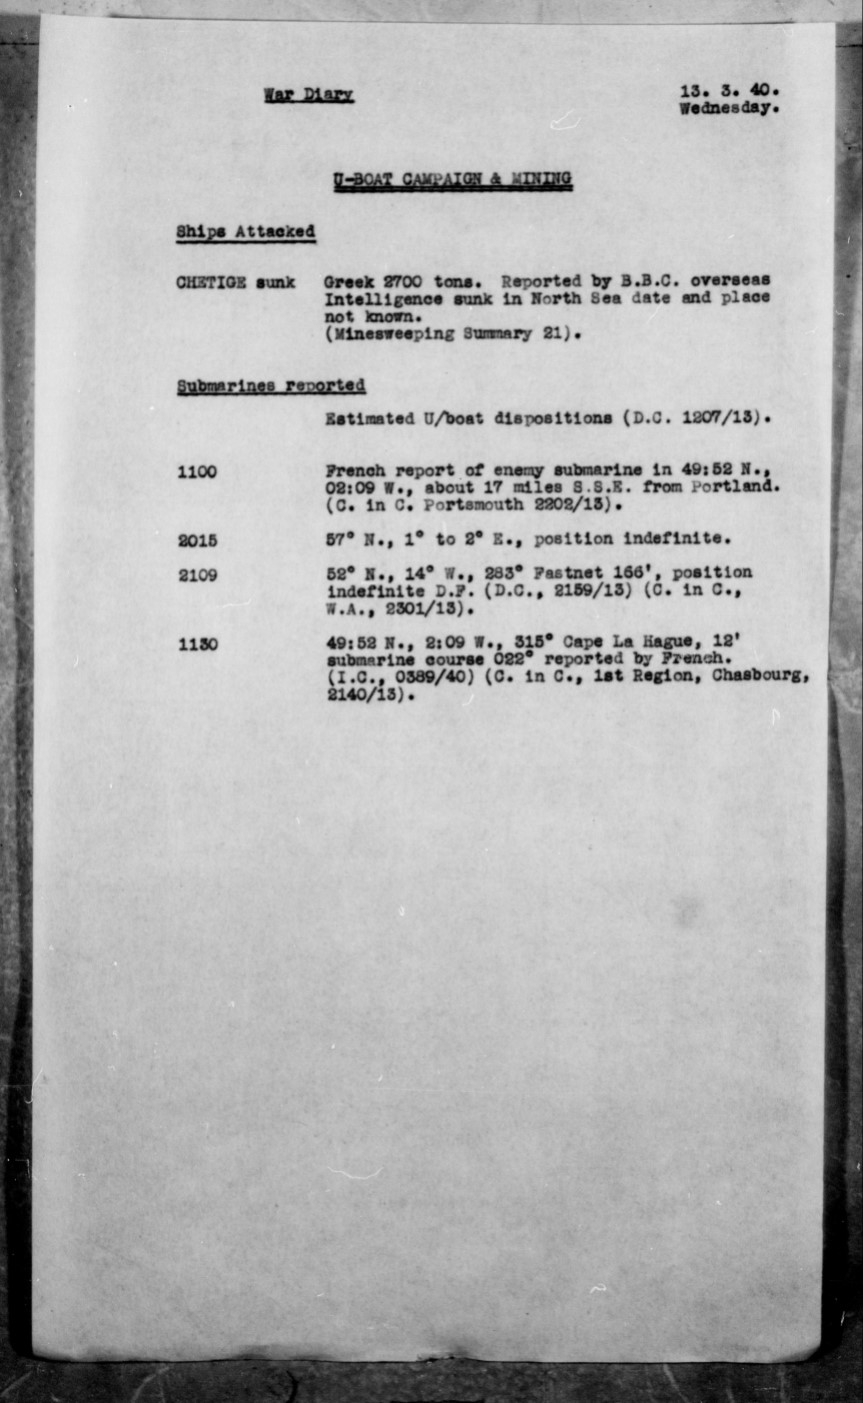 War Diary
13. 3. 40.
Wednesday.
U-BOAT CAMPAIGN & MINING
Ships Attacked
CHETIGE sunk Greek 2700 tons. Reported by B.B.C. overseas
Intelligence sunk in North Sea date and place
not known.
(Minesweeping Summary 21).
Submarines reported
Estimated U/boat dispositions (D.C. 1207/13).
1100 French report of enemy submarine in 49:52 N.,
02:09 W., about 17 miles S.S.E. from Portland.
(C. in C. Portsmouth 2202/13).
2015 57° N., 1° to 2° E., position indefinite.
2109 52° N., 14° W., 283° Fastnet 166', position
indefinite D.F. (D.C., 2159/13) (C. in C.,
W.A., 2301/13).
1130 49:52 N., 2:09 W., 315° Cape La Hague, 12'
submarine course 022° reported by French.
(I.C., 0389/40) (C. in C., 1st Region, Chasbourg,
2140/13).